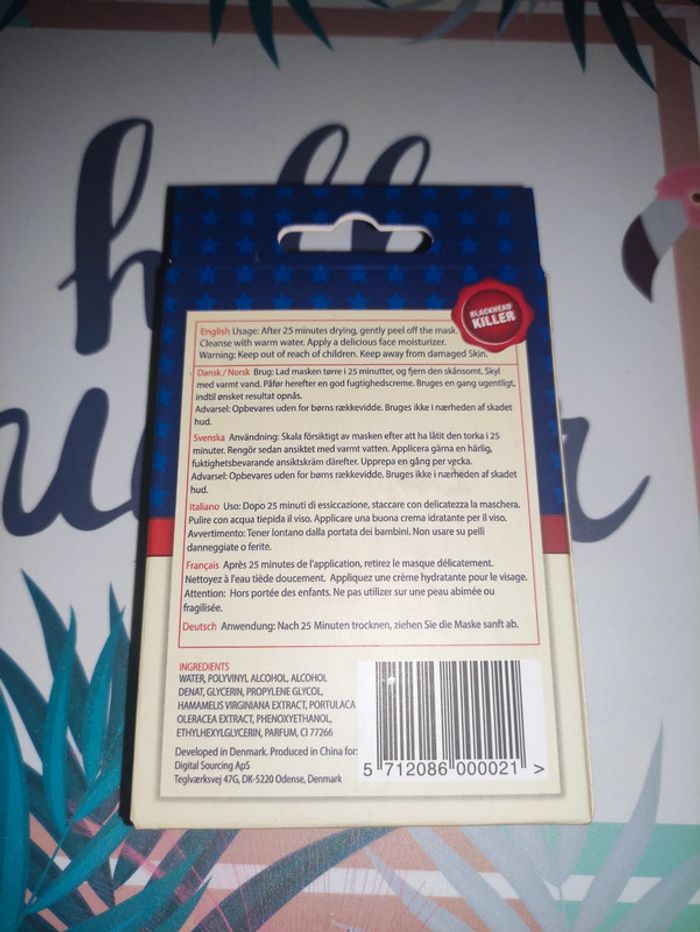 BLACKHEAD
KILLER
English Usage: After 25 minutes drying, gently peel off the mask.
Cleanse with warm water. Apply a delicious face moisturizer.
Warning: Keep out of reach of children. Keep away from damaged Skin.
Dansk / Norsk Brug: Lad masken tørre i 25 minutter, og fjern den skånsomt. Skyl
med varmt vand. Påfør herefter en god fugtighedscreme. Bruges en gang ugentligt,
indtil ønsket resultat opnås.
Advarsel: Opbevares uden for børns rækkevidde. Bruges ikke i nærheden af skadet
hud.
Svenska Användning: Skala försiktigt av masken efter att ha låtit den torka i 25
minuter. Rengör sedan ansiktet med varmt vatten. Applicera gärna en härlig,
fuktighetsbevarande ansiktskräm därefter. Upprepa en gång per vecka.
Advarsel: Opbevares uden for børns rækkevidde. Bruges ikke i nærheden af skadet
hud.
Italiano Uso: Dopo 25 minuti di essiccazione, staccare con delicatezza la maschera.
Pulire con acqua tiepida il viso. Applicare una buona crema idratante per il viso.
Avvertimento: Tener lontano dalla portata dei bambini. Non usare su pelli
danneggiate o ferite.
Français Après 25 minutes de l'application, retirez le masque délicatement.
Nettoyez à l'eau tiède doucement. Appliquez une crème hydratante pour le visage.
Attention: Hors portée des enfants. Ne pas utiliser sur une peau abimée ou
fragilisée.
Deutsch Anwendung: Nach 25 Minuten trocknen, ziehen Sie die Maske sanft ab.
INGREDIENTS
WATER, POLYVINYL ALCOHOL, ALCOHOL
DENAT, GLYCERIN, PROPYLENE GLYCOL,
HAMAMELIS VIRGINIANA EXTRACT, PORTULACA
OLERACEA EXTRACT, PHENOXYETHANOL,
ETHYLHEXYLGLYCERIN, PARFUM, CI 77266
Developed in Denmark. Produced in China for:
Digital Sourcing ApS
Teglværksvej 47G, DK-5220 Odense, Denmark
5 712086 000021 >